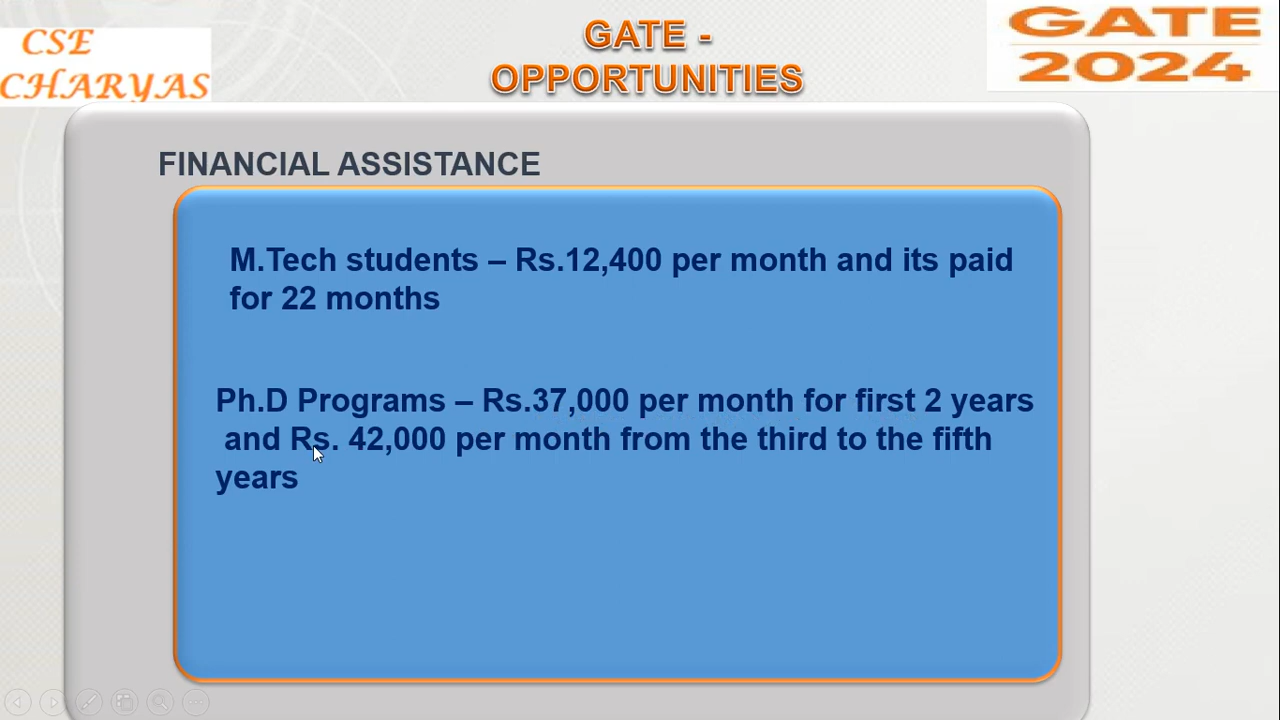 CSE
CHARYAS
GATE -
OPPORTUNITIES
GATE
2024
FINANCIAL ASSISTANCE
M.Tech students – Rs.12,400 per month and its paid
for 22 months
Ph.D Programs – Rs.37,000 per month for first 2 years
and Rs. 42,000 per month from the third to the fifth
years